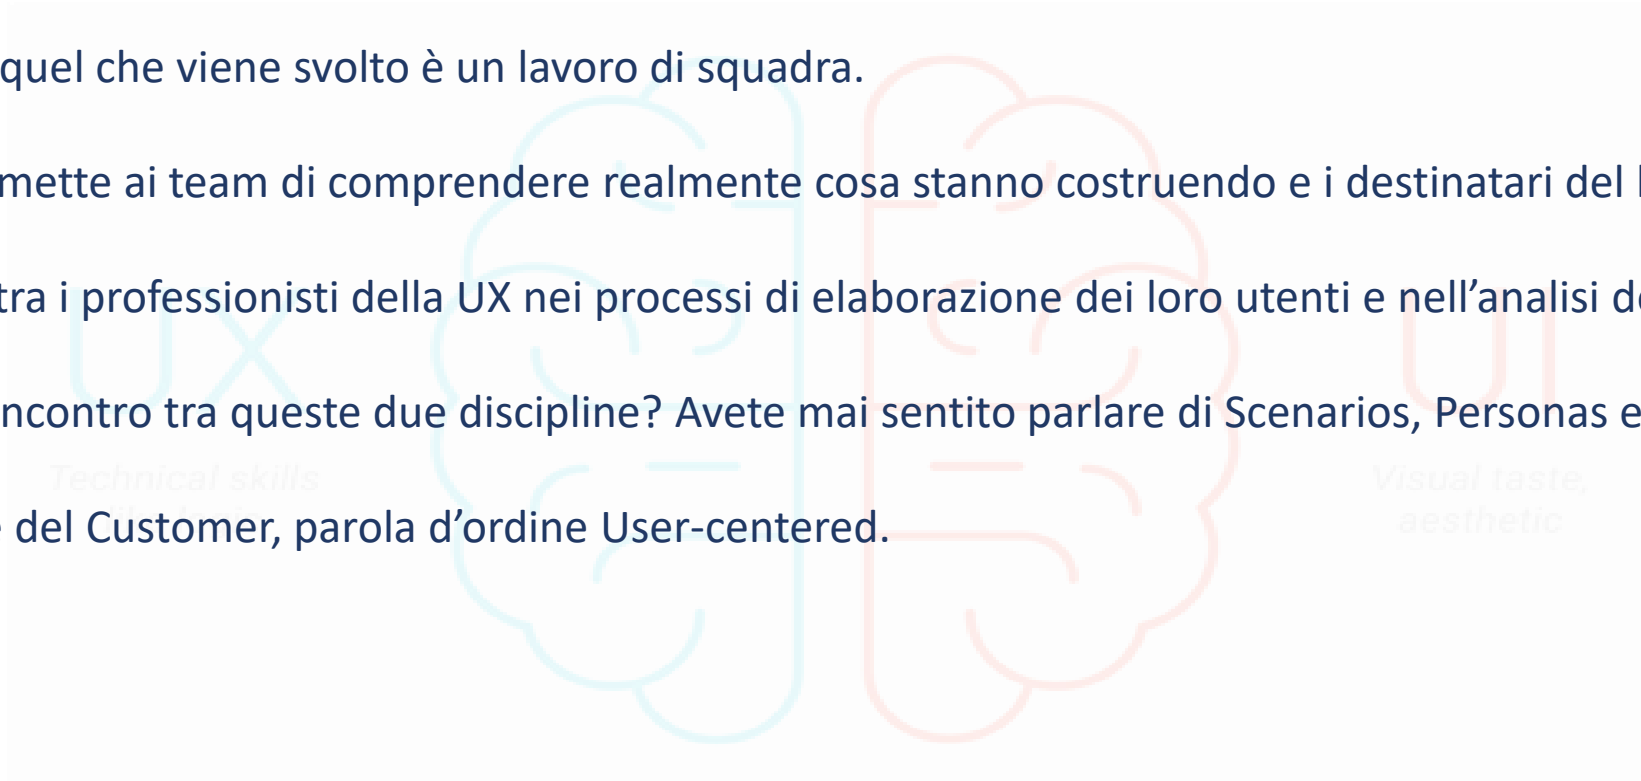 quel che viene svolto è un lavoro di squadra.
mette ai team di comprendere realmente cosa stanno costruendo e i destinatari del
tra i professionisti della UX nei processi di elaborazione dei loro utenti e nell’analisi
UX
UI
ncontro tra queste due discipline? Avete mai sentito parlare di Scenarios, Personas e
Technical skills
Visual taste,
aesthetic
del Customer, parola d’ordine User-centered.